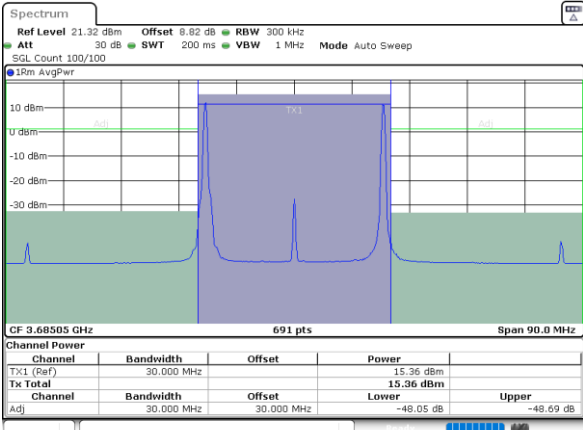 Spectrum
Ref Level 21.32 dBm Offset 8.82 dB RBW 300 kHz
Att 30 dB SWT 200 ms VBW 1 MHz Mode Auto Sweep
SGL Count 100/100
1Rm AvgPwr
10 dBm
TX1
Adj Adj
0 dBm
-10 dBm
-20 dBm
-30 dBm
CF 3.68505 GHz 691 pts Span 90.0 MHz
Channel Power
Channel Bandwidth Offset Power
TX1 (Ref) 30.000 MHz 15.36 dBm
Tx Total 15.36 dBm
Channel Bandwidth Offset Lower Upper
Adj 30.000 MHz 30.000 MHz -48.05 dB -48.69 dB